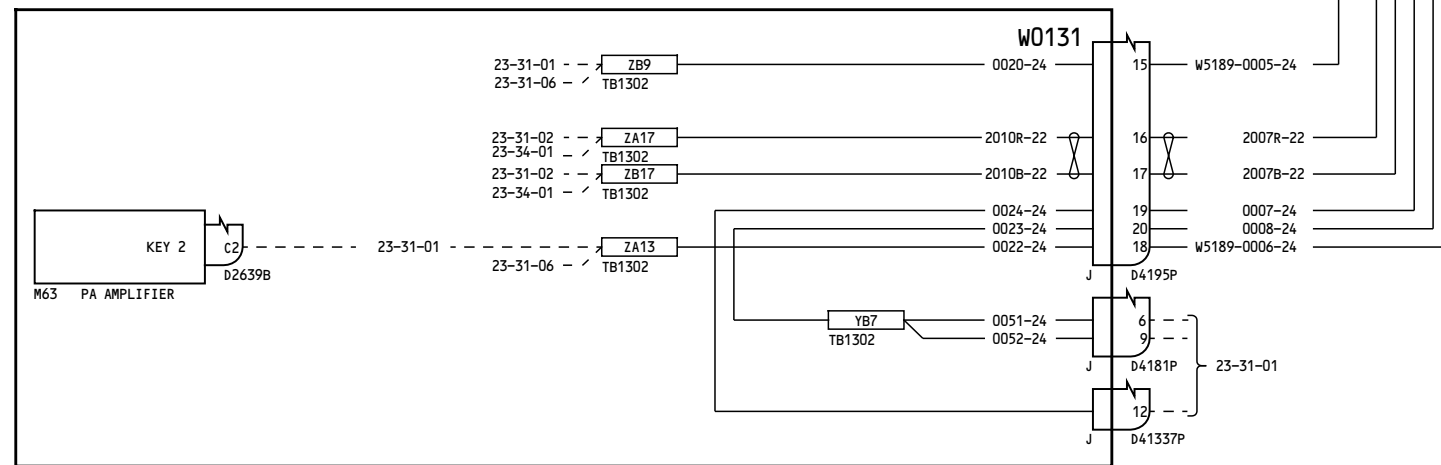 W0131
23-31-01 ZB9 0020-24 15 W5189-0005-24
23-31-06 TB1302
23-31-02 ZA17 2010R-22 16 2007R-22
23-34-01 TB1302
23-31-02 ZB17 2010B-22 17 2007B-22
23-34-01 TB1302
0024-24 19 0007-24
0023-24 20 0008-24
KEY 2 C2 23-31-01 ZA13 0022-24 18 W5189-0006-24
23-31-06 TB1302
D2639B J D4195P
M63 PA AMPLIFIER
YB7 0051-24 6
TB1302 0052-24 9
J D4181P 23-31-01
12
J D41337P